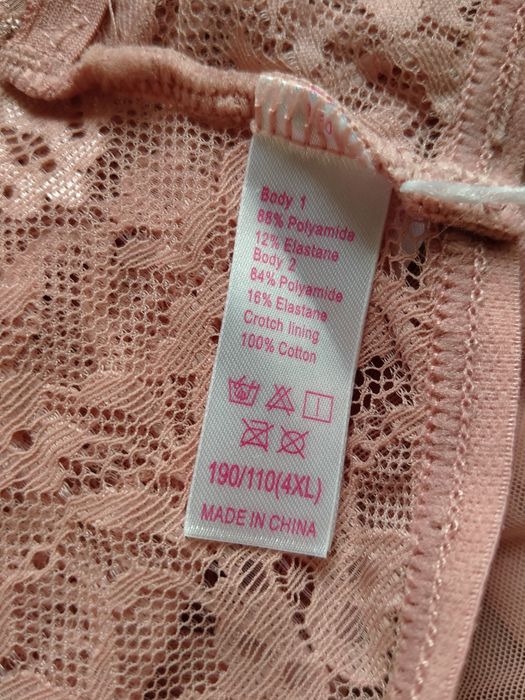 Body 1
88% Polyamide
12% Elastane
Body 2
84% Polyamide
16% Elastane
Crotch lining
100% Cotton
190/110(4XL)
MADE IN CHINA